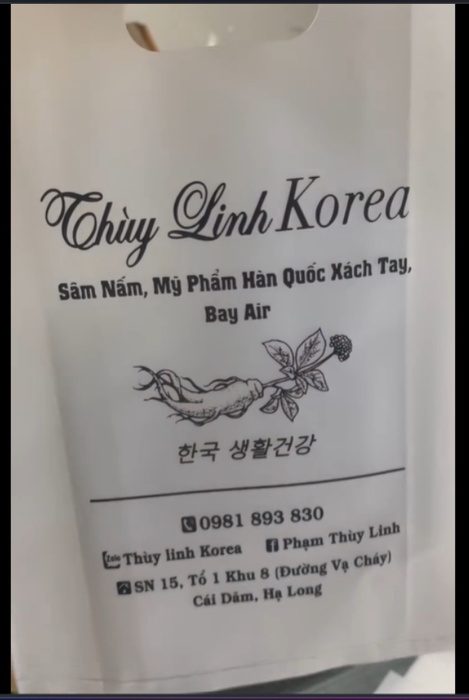 Thùy Linh Korea
Sâm Nấm, Mỹ Phẩm Hàn Quốc Xách Tay,
Bay Air
한국 생활건강
0981 893 830
Zalo Thùy linh Korea f Phạm Thùy Linh
SN 15, Tổ 1 Khu 8 (Đường Vạ Cháy)
Cái Dăm, Hạ Long